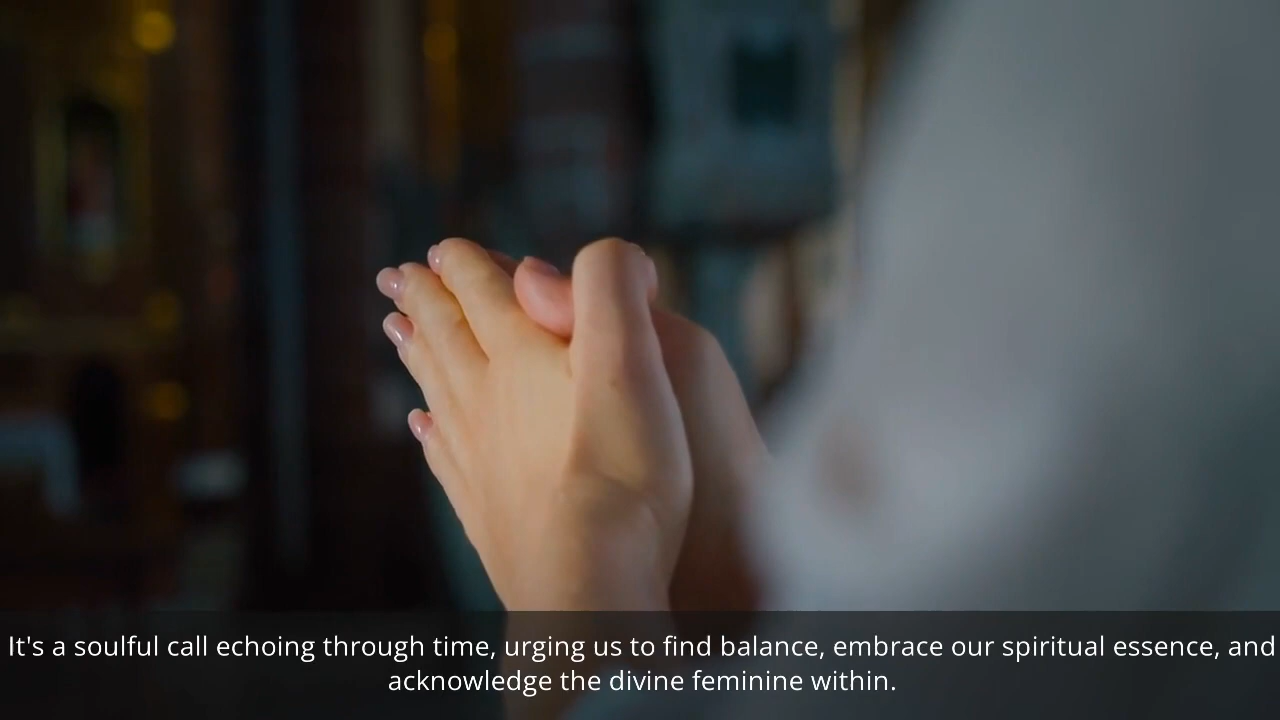 It's a soulful call echoing through time, urging us to find balance, embrace our spiritual essence, and
acknowledge the divine feminine within.